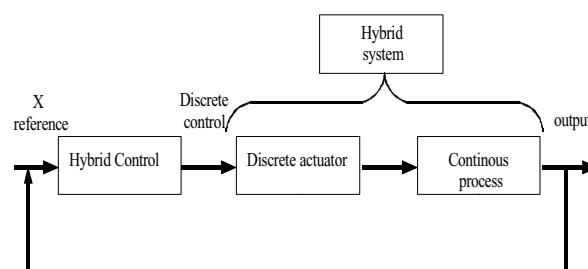 Hybrid
system
X
reference
Discrete
control
output
Hybrid Control
Discrete actuator
Continous
process